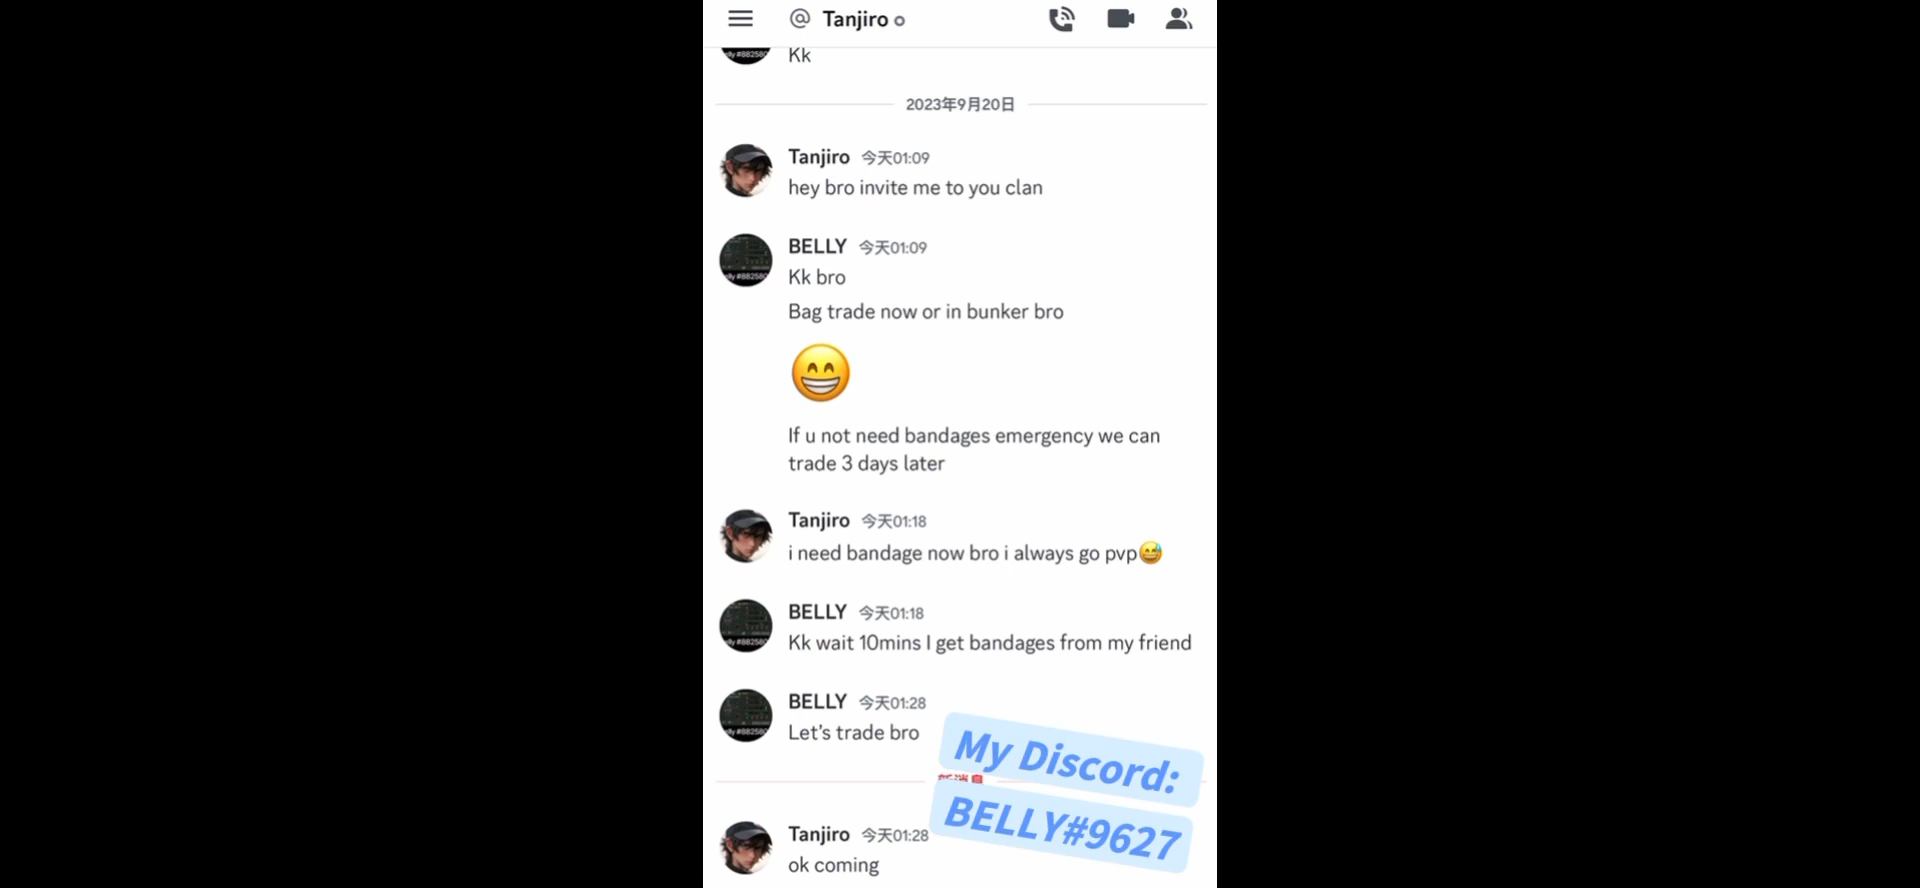 @ Tanjiro
Kk
2023年9月20日
Tanjiro 今天01:09
hey bro invite me to you clan
BELLY 今天01:09
Kk bro
Bag trade now or in bunker bro
If u not need bandages emergency we can
trade 3 days later
Tanjiro 今天01:18
i need bandage now bro i always go pvp😅
BELLY 今天01:18
Kk wait 10mins I get bandages from my friend
BELLY 今天01:28
Let's trade bro
My Discord:
新消息
BELLY#9627
Tanjiro 今天01:28
ok coming